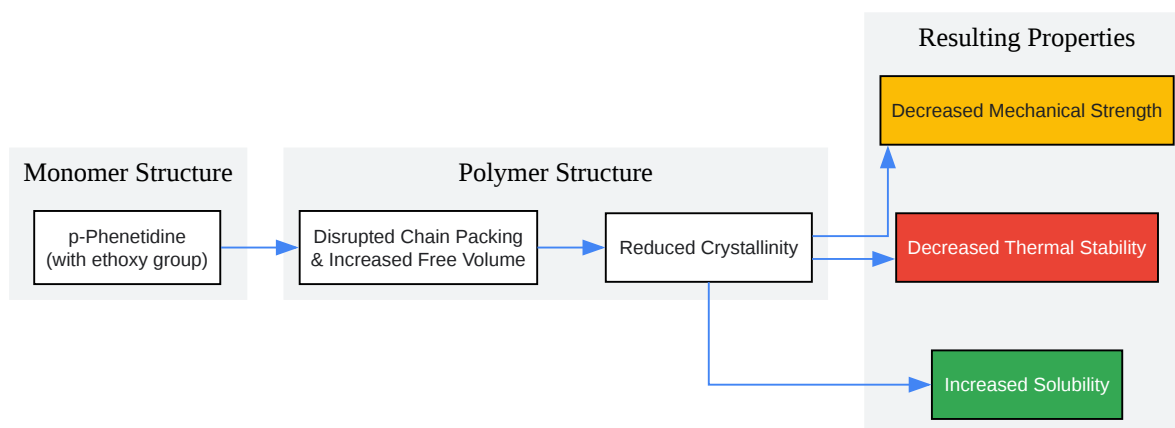 Resulting Properties
Decreased Mechanical Strength
Monomer Structure
Polymer Structure
p-Phenetidine
(with ethoxy group)
Disrupted Chain Packing
& Increased Free Volume
Reduced Crystallinity
Decreased Thermal Stability
Increased Solubility